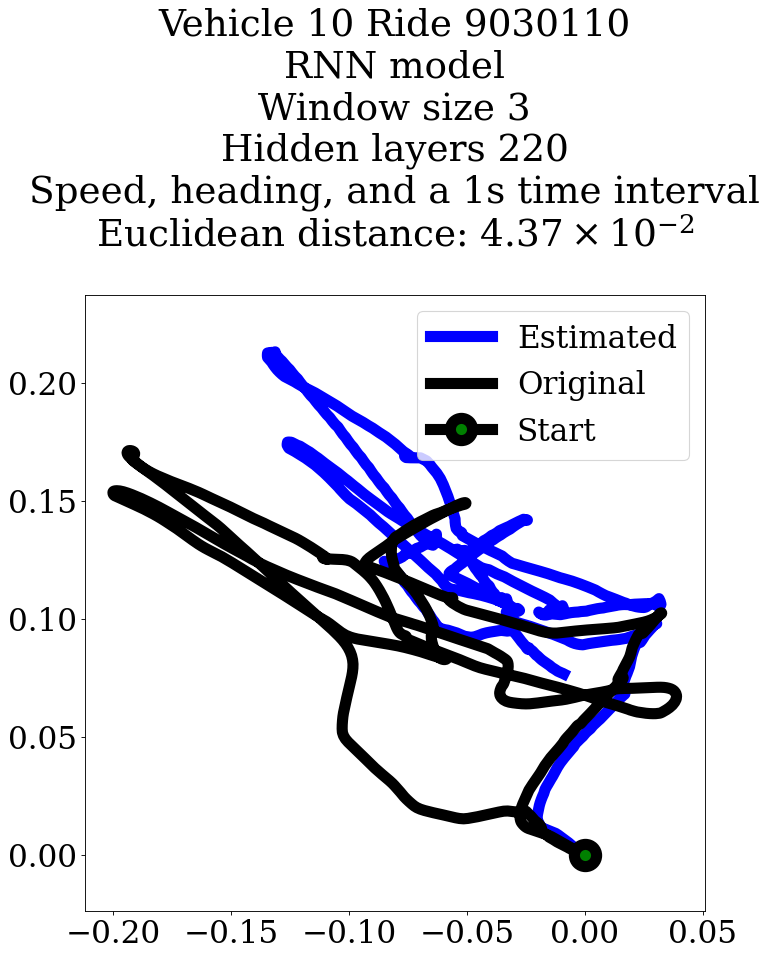 Vehicle 10 Ride 9030110
RNN model
Window size 3
Hidden layers 220
Speed, heading, and a 1s time interval
Euclidean distance: 4.37 × 10⁻²
Estimated
Original
Start
0.20
0.15
0.10
0.05
0.00
−0.20 −0.15 −0.10 −0.05 0.00 0.05